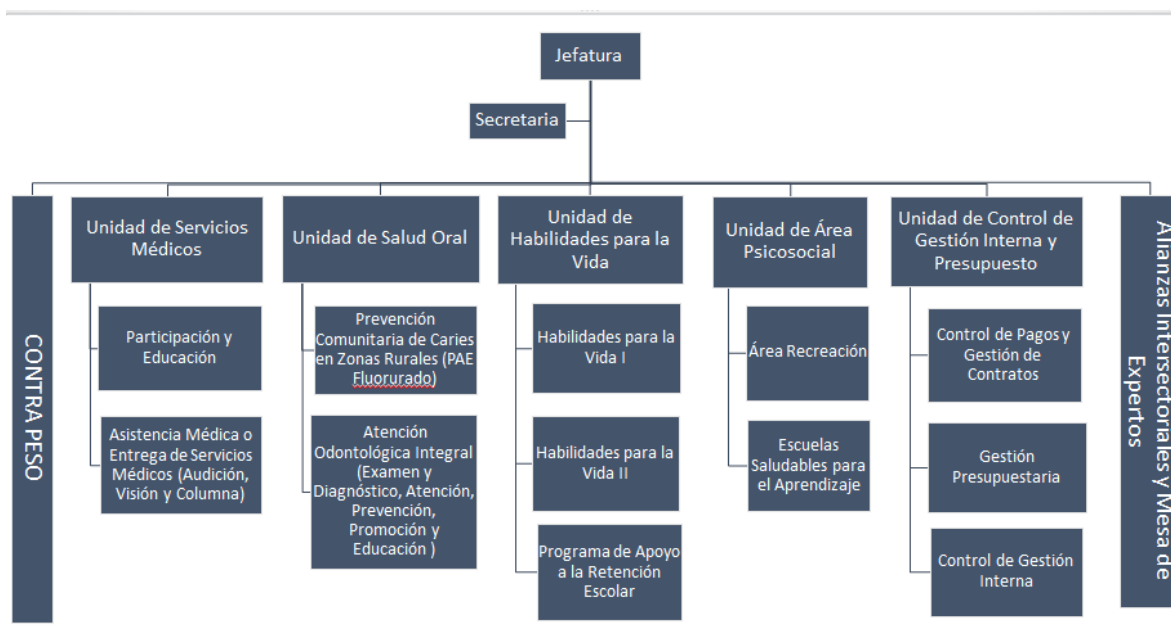 Jefatura
Secretaria
CONTRA PESO
Unidad de Servicios
Médicos
Participación y
Educación
Asistencia Médica o
Entrega de Servicios
Médicos (Audición,
Visión y Columna)
Unidad de Salud Oral
Prevención
Comunitaria de Caries
en Zonas Rurales (PAE
Fluorurado)
Atención
Odontológica Integral
(Examen y
Diagnóstico, Atención,
Prevención,
Promoción y
Educación )
Unidad de
Habilidades para la
Vida
Habilidades para la
Vida I
Habilidades para la
Vida II
Programa de Apoyo
a la Retención
Escolar
Unidad de Área
Psicosocial
Área Recreación
Escuelas
Saludables para
el Aprendizaje
Unidad de Control de
Gestión Interna y
Presupuesto
Control de Pagos y
Gestión de
Contratos
Gestión
Presupuestaria
Control de Gestión
Interna
Alianzas Intersectoriales y Mesa de
Expertos